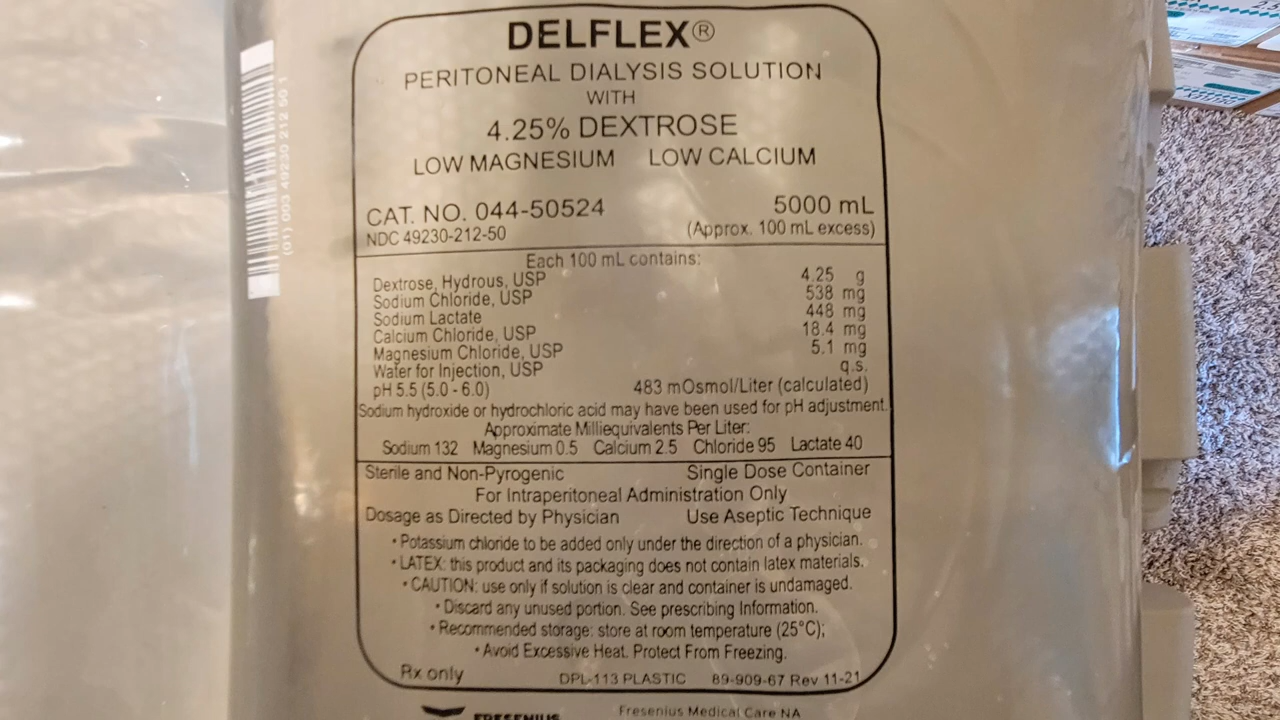 DELFLEX®
PERITONEAL DIALYSIS SOLUTION
WITH
4.25% DEXTROSE
LOW MAGNESIUM LOW CALCIUM
CAT. NO. 044-50524 5000 mL
NDC 49230-212-50 (Approx. 100 mL excess)
Each 100 mL contains:
Dextrose, Hydrous, USP 4.25 g
Sodium Chloride, USP 538 mg
Sodium Lactate 448 mg
Calcium Chloride, USP 18.4 mg
Magnesium Chloride, USP 5.1 mg
Water for Injection, USP q.s.
pH 5.5 (5.0 - 6.0) 483 mOsmol/Liter (calculated)
Sodium hydroxide or hydrochloric acid may have been used for pH adjustment.
Approximate Milliequivalents Per Liter:
Sodium 132 Magnesium 0.5 Calcium 2.5 Chloride 95 Lactate 40
Sterile and Non-Pyrogenic Single Dose Container
For Intraperitoneal Administration Only
Dosage as Directed by Physician Use Aseptic Technique
• Potassium chloride to be added only under the direction of a physician.
• LATEX: this product and its packaging does not contain latex materials.
• CAUTION: use only if solution is clear and container is undamaged.
• Discard any unused portion. See prescribing Information.
• Recommended storage: store at room temperature (25°C);
• Avoid Excessive Heat. Protect From Freezing.
Rx only DPL-113 PLASTIC 89-909-67 Rev 11-21
FRESENIUS Fresenius Medical Care NA
(01) 003 49230 212 50 1